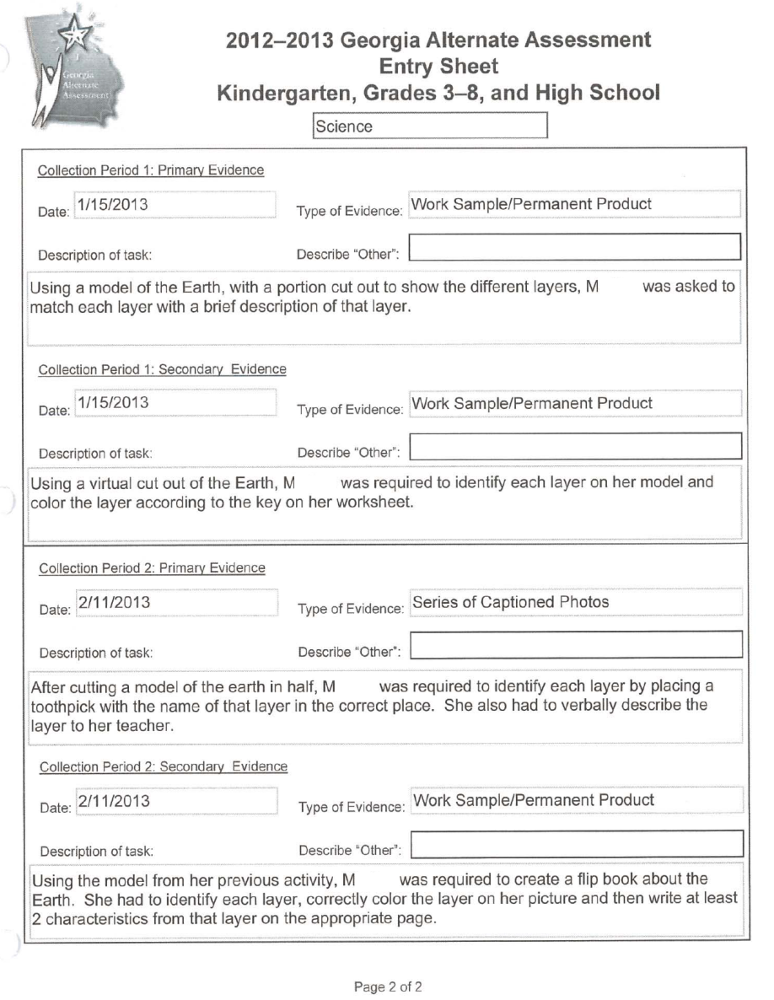 Georgia
Alternate
Assessment
2012–2013 Georgia Alternate Assessment
Entry Sheet
Kindergarten, Grades 3–8, and High School
Science
Collection Period 1: Primary Evidence
Date: 1/15/2013 Type of Evidence: Work Sample/Permanent Product
Description of task: Describe “Other”:
Using a model of the Earth, with a portion cut out to show the different layers, M was asked to
match each layer with a brief description of that layer.
Collection Period 1: Secondary Evidence
Date: 1/15/2013 Type of Evidence: Work Sample/Permanent Product
Description of task: Describe “Other”:
Using a virtual cut out of the Earth, M was required to identify each layer on her model and
color the layer according to the key on her worksheet.
Collection Period 2: Primary Evidence
Date: 2/11/2013 Type of Evidence: Series of Captioned Photos
Description of task: Describe “Other”:
After cutting a model of the earth in half, M was required to identify each layer by placing a
toothpick with the name of that layer in the correct place. She also had to verbally describe the
layer to her teacher.
Collection Period 2: Secondary Evidence
Date: 2/11/2013 Type of Evidence: Work Sample/Permanent Product
Description of task: Describe “Other”:
Using the model from her previous activity, M was required to create a flip book about the
Earth. She had to identify each layer, correctly color the layer on her picture and then write at least
2 characteristics from that layer on the appropriate page.
Page 2 of 2